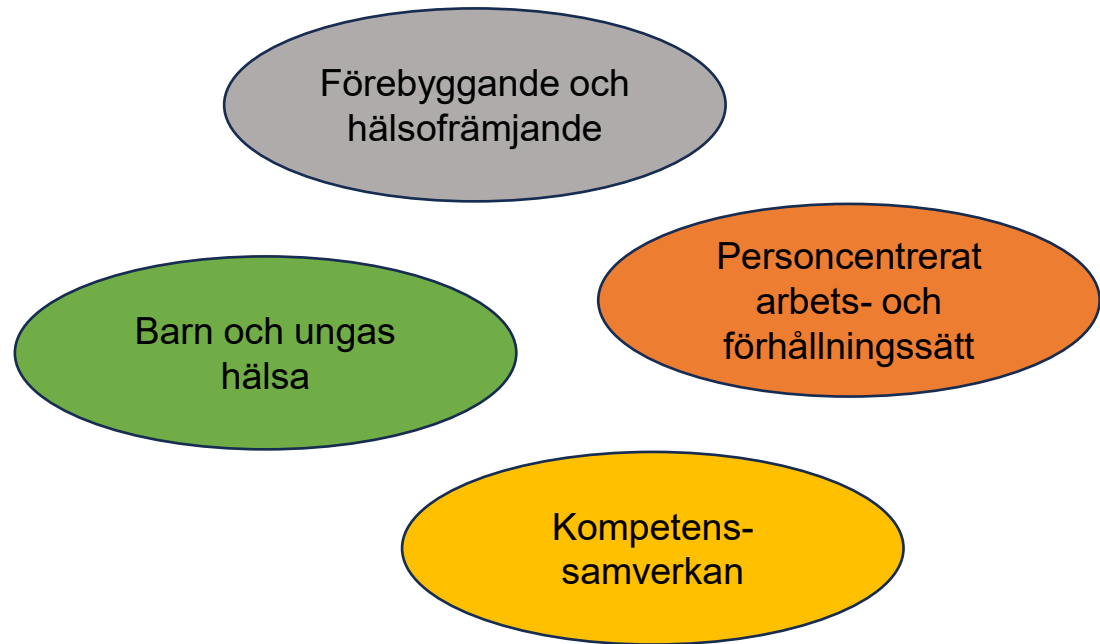 Förebyggande och
hälsofrämjande
Personcentrerat
arbets- och
förhållningssätt
Barn och ungas
hälsa
Kompetens-
samverkan